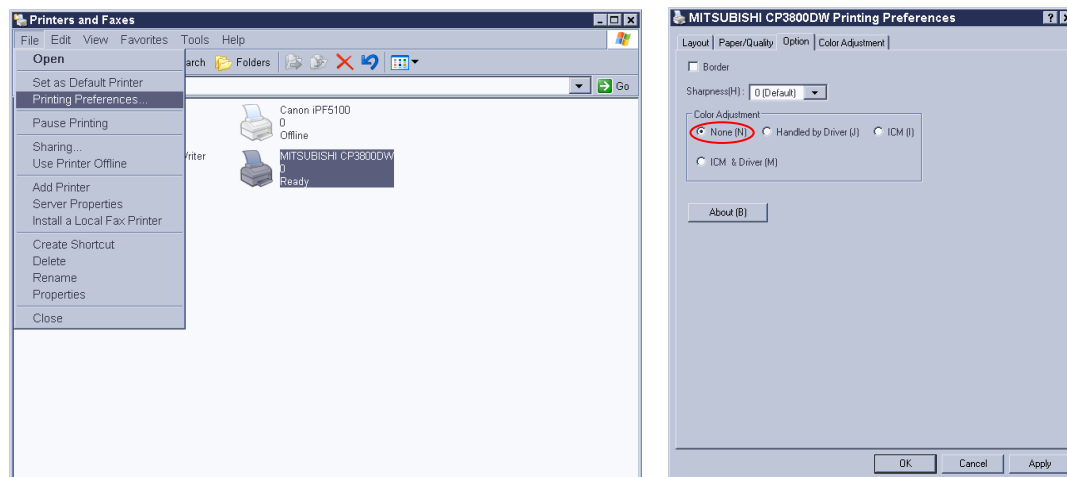 Printers and Faxes
File Edit View Favorites Tools Help
Open
arch Folders
Set as Default Printer
Go
Printing Preferences...
Canon iPF5100
0
Offline
Pause Printing
Sharing...
Use Printer Offline
riter
MITSUBISHI CP3800DW
0
Ready
Add Printer
Server Properties
Install a Local Fax Printer
Create Shortcut
Delete
Rename
Properties
Close
MITSUBISHI CP3800DW Printing Preferences
Layout Paper/Quality Option Color Adjustment
Border
Sharpness(H) : 0 (Default)
Color Adjustment
None (N) Handled by Driver (J) ICM (I)
ICM & Driver (M)
About (B)
OK Cancel Apply